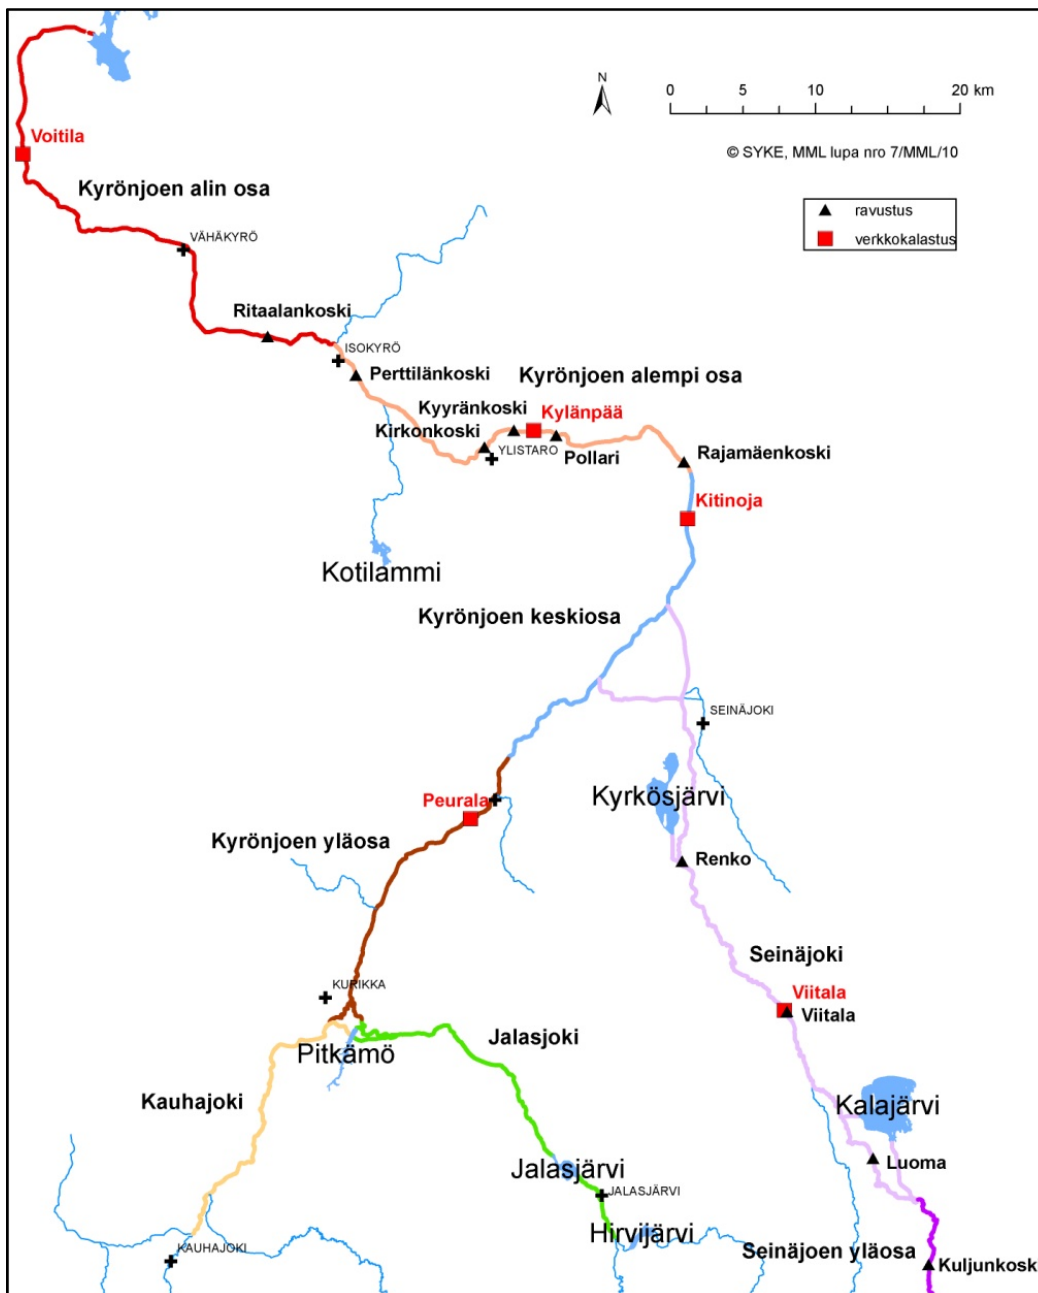 N
0 5 10 20 km
Voitila
© SYKE, MML lupa nro 7/MML/10
Kyrönjoen alin osa
ravustus
verkkokalastus
VÄHÄKYRÖ
Ritaalankoski
ISOKYRÖ
Perttilänkoski
Kyrönjoen alempi osa
Kyyränkoski
Kylänpää
Kirkonkoski
YLISTARO
Pollari
Rajamäenkoski
Kitinoja
Kotilammi
Kyrönjoen keskiosa
SEINÄJOKI
Kyrkösjärvi
Peurala
Kyrönjoen yläosa
Renko
Seinäjoki
KURIKKA
Viitala
Viitala
Jalasjoki
Pitkämö
Kauhajoki
Kalajärvi
Jalasjärvi
Luoma
JALASJÄRVI
Hirvijärvi
KAUHAJOKI
Seinäjoen yläosa
Kuljunkosk